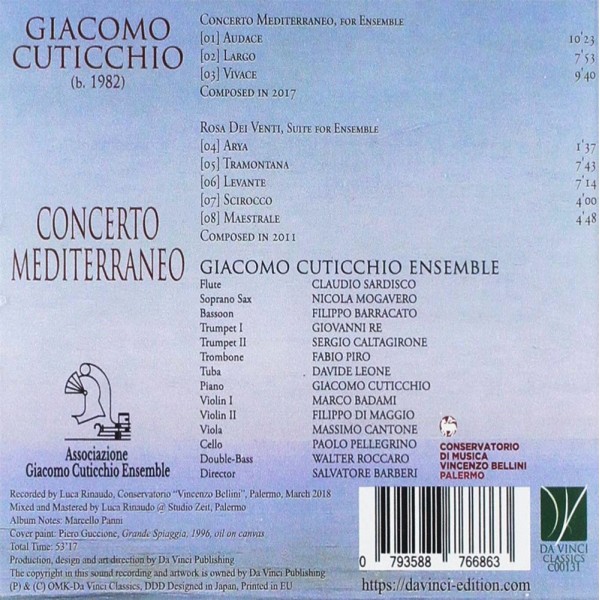 GIACOMO
CUTICCHIO
(b. 1982)
CONCERTO MEDITERRANEO, FOR ENSEMBLE
[01] AUDACE 10'23
[02] LARGO 7'53
[03] VIVACE 9'40
COMPOSED IN 2017
ROSA DEI VENTI, SUITE FOR ENSEMBLE
[04] ARYA 1'37
[05] TRAMONTANA 7'43
[06] LEVANTE 7'14
[07] SCIROCCO 4'00
[08] MAESTRALE 4'48
COMPOSED IN 2011
CONCERTO
MEDITERRANEO
GIACOMO CUTICCHIO ENSEMBLE
Flute CLAUDIO SARDISCO
Soprano Sax NICOLA MOGAVERO
Bassoon FILIPPO BARRACATO
Trumpet I GIOVANNI RE
Trumpet II SERGIO CALTAGIRONE
Trombone FABIO PIRO
Tuba DAVIDE LEONE
Piano GIACOMO CUTICCHIO
Violin I MARCO BADAMI
Violin II FILIPPO DI MAGGIO
Viola MASSIMO CANTONE
Cello PAOLO PELLEGRINO
Double-Bass WALTER ROCCARO
Director SALVATORE BARBERI
Associazione
Giacomo Cuticchio Ensemble
CONSERVATORIO
DI MUSICA
VINCENZO BELLINI
PALERMO
Recorded by Luca Rinaudo, Conservatorio “Vincenzo Bellini”, Palermo, March 2018
Mixed and Mastered by Luca Rinaudo @ Studio Zeit, Palermo
Album Notes: Marcello Panni
Cover paint: Piero Guccione, Grande Spiaggia, 1996, oil on canvas
Total Time: 53'17
Production, design and art direction by Da Vinci Publishing
The copyright in this sound recording and artwork is owned by Da Vinci Publishing
(P) & (C) OMK-Da Vinci Classics, DDD Designed in Japan, Printed in EU
0 793588 766863
https://davinci-edition.com
DA VINCI
CLASSICS
C00131